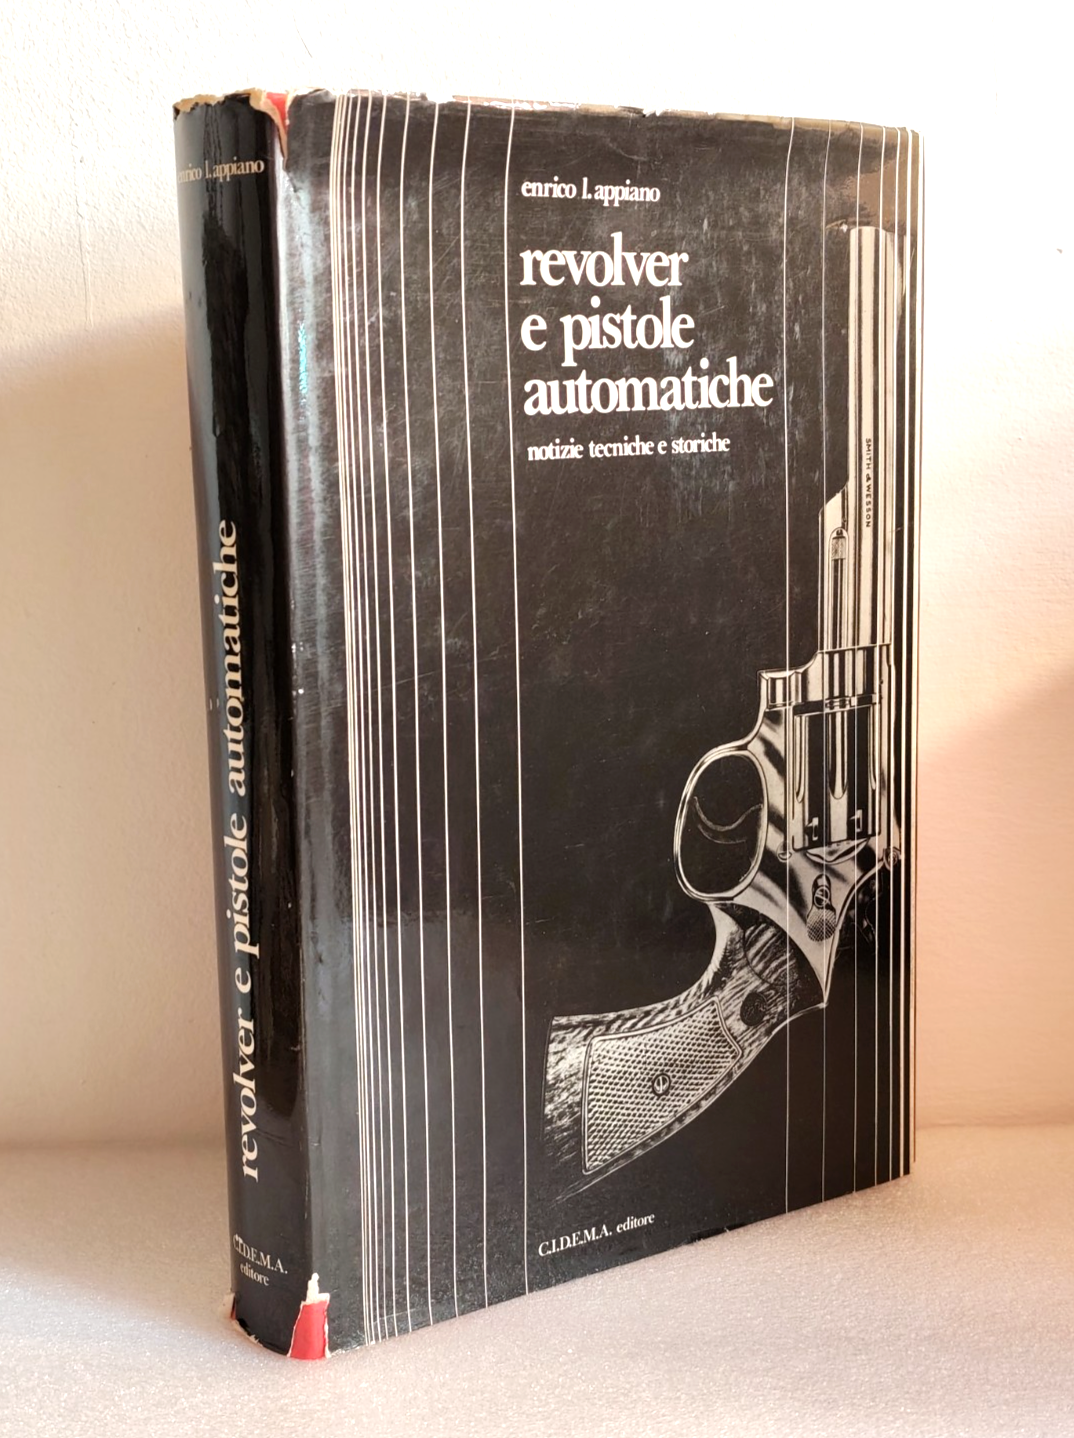 enrico l. appiano
revolver e pistole automatiche
C.I.D.E.M.A.
editore
enrico l. appiano
revolver
e pistole
automatiche
notizie tecniche e storiche
SMITH & WESSON
C.I.D.E.M.A. editore